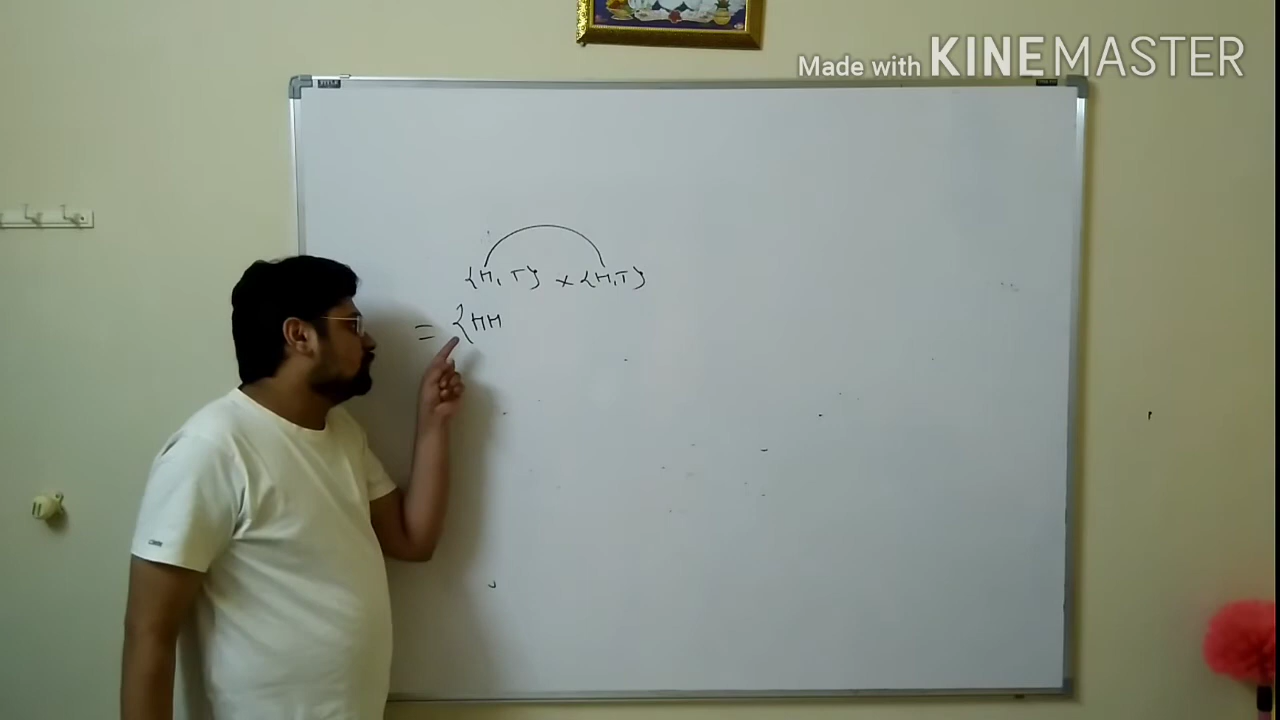 Made with KINEMASTER
{H, T} × {H,T}
= {HH